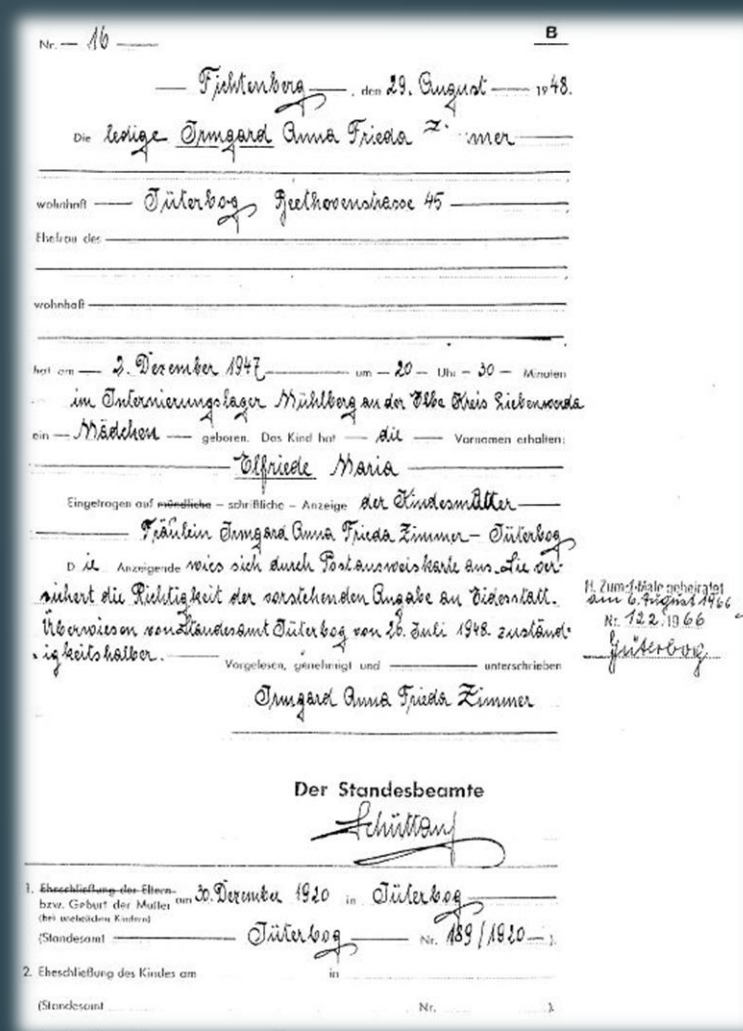 Nr. — 16 —
B
— Fichtenberg —, den 29. August — 1948.
Die ledige Irmgard Anna Frieda Z mer —
wohnhaft — Jüterbog, Beethovenstrasse 45 —
Ehefrau des —
wohnhaft —
hat am — 2. Dezember 1947 — um — 20 — Uhr — 30 — Minuten
im Internierungslager Mühlberg an der Elbe Kreis Liebenwerda
ein — Mädchen — geboren. Das Kind hat — die — Vornamen erhalten:
— Elfriede Maria —
Eingetragen auf mündliche – schriftliche – Anzeige der Kindesmutter —
— Fräulein Irmgard Anna Frieda Zimmer – Jüterbog
Die Anzeigende wies sich durch Postausweiskarte aus. Sie ver-
sichert die Richtigkeit der vorstehenden Angabe an Eidesstatt.
Überwiesen von Standesamt Jüterbog von 26. Juli 1948. zuständ-
igkeitshalber. —
Vorgelesen, genehmigt und — unterschrieben
Irmgard Anna Frieda Zimmer
H. Zum 1. Male geheiratet
am 6. August 1966
Nr. 122/1966
Jüterbog
Der Standesbeamte
1. Eheschließung der Eltern
bzw. Geburt der Mutter am 30. Dezember 1920 in Jüterbog —
(bei unehelichen Kindern)
(Standesamt — Jüterbog — Nr. 189/1920 —).
2. Eheschließung des Kindes am in
(Standesamt Nr. ).